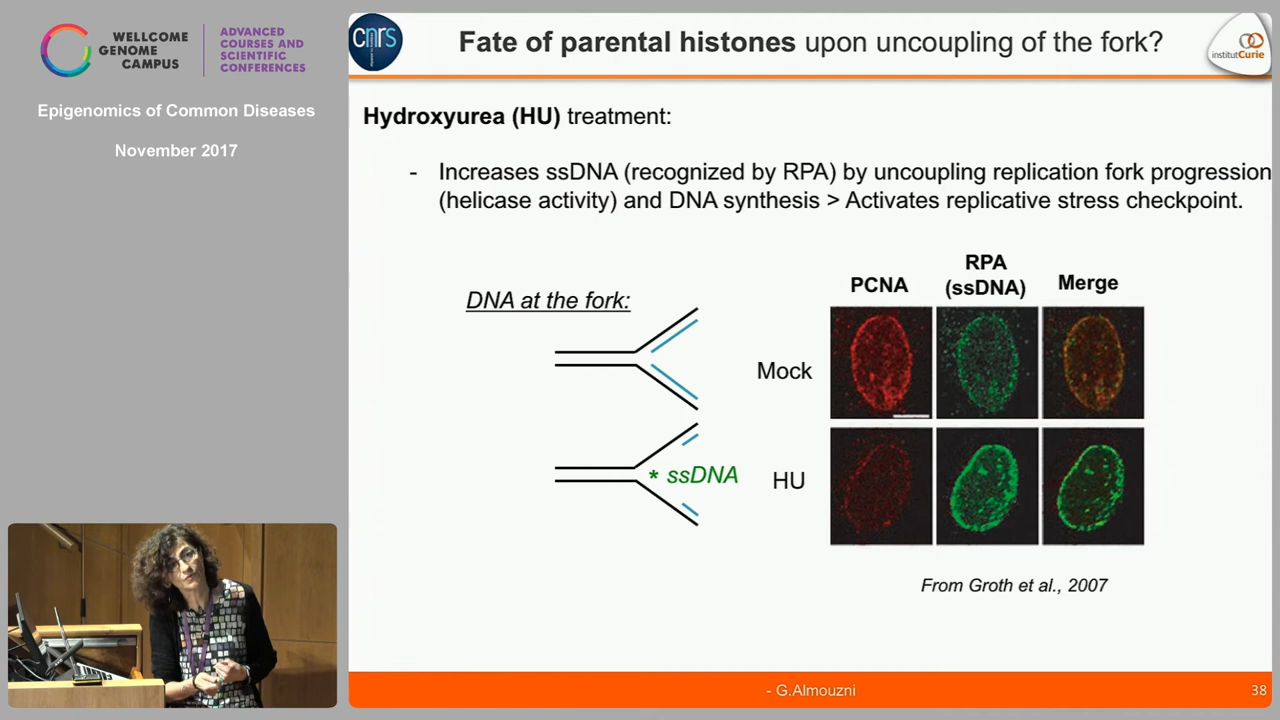 WELLCOME
GENOME
CAMPUS
ADVANCED
COURSES AND
SCIENTIFIC
CONFERENCES
Epigenomics of Common Diseases
November 2017
cnrs
Fate of parental histones upon uncoupling of the fork?
institutCurie
Hydroxyurea (HU) treatment:
- Increases ssDNA (recognized by RPA) by uncoupling replication fork progression
(helicase activity) and DNA synthesis > Activates replicative stress checkpoint.
DNA at the fork:
* ssDNA
PCNA
RPA
(ssDNA)
Merge
Mock
HU
From Groth et al., 2007
- G.Almouzni
38